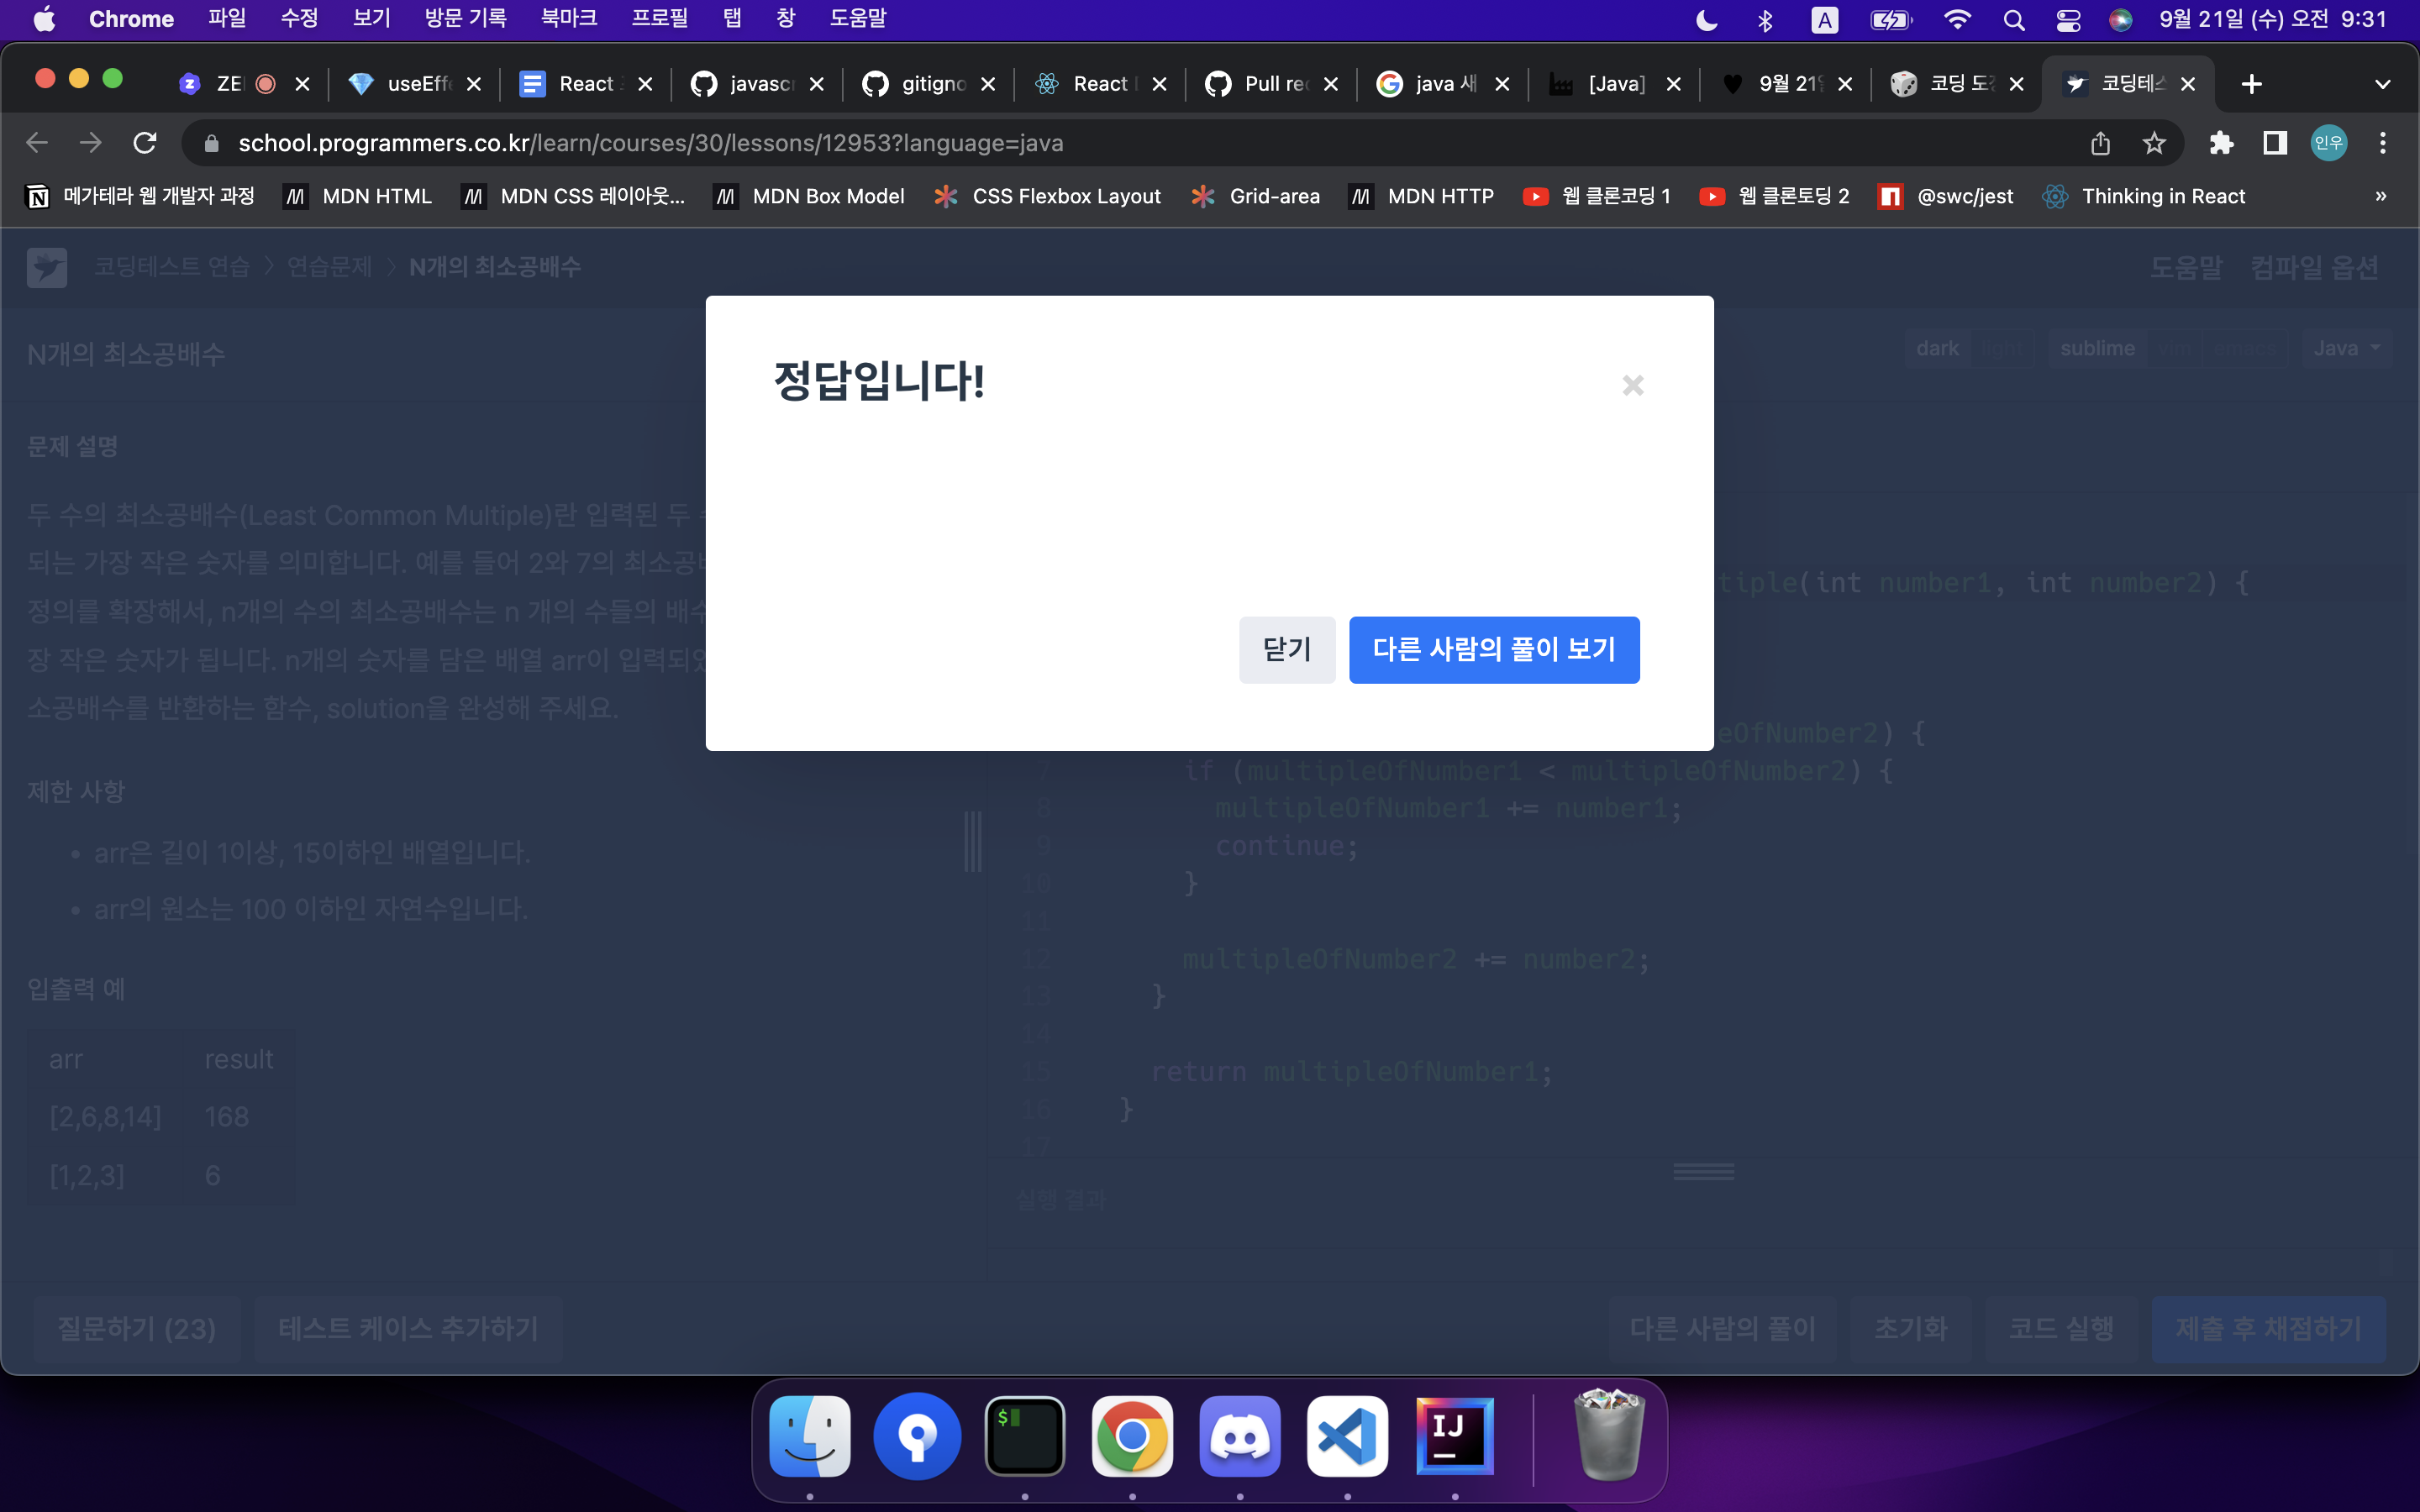 Chrome 파일 수정 보기 방문 기록 북마크 프로필 탭 창 도움말 A 9월 21일 (수) 오전 9:31
ZE useEffe React javascr gitigno React Pull rec java 새 [Java] 9월 21 코딩 도 코딩테스
school.programmers.co.kr/learn/courses/30/lessons/12953?language=java 인우
메가테라 웹 개발자 과정 MDN HTML MDN CSS 레이아웃... MDN Box Model CSS Flexbox Layout Grid-area MDN HTTP 웹 클론코딩 1 웹 클론토딩 2 @swc/jest Thinking in React »
코딩테스트 연습 > 연습문제 > N개의 최소공배수 도움말 컴파일 옵션
N개의 최소공배수 dark light sublime vim emacs Java
정답입니다!
닫기 다른 사람의 풀이 보기
문제 설명
두 수의 최소공배수(Least Common Multiple)란 입력된 두
되는 가장 작은 숫자를 의미합니다. 예를 들어 2와 7의 최소공배
정의를 확장해서, n개의 수의 최소공배수는 n 개의 수들의 배수
장 작은 숫자가 됩니다. n개의 숫자를 담은 배열 arr이 입력되었
소공배수를 반환하는 함수, solution을 완성해 주세요.
제한 사항
• arr은 길이 1이상, 15이하인 배열입니다.
• arr의 원소는 100 이하인 자연수입니다.
입출력 예
arr result
[2,6,8,14] 168
[1,2,3] 6
tiple(int number1, int number2) {
eOfNumber2) {
7 if (multipleOfNumber1 < multipleOfNumber2) {
8 multipleOfNumber1 += number1;
9 continue;
10 }
11
12 multipleOfNumber2 += number2;
13 }
14
15 return multipleOfNumber1;
16 }
17
실행 결과
질문하기 (23) 테스트 케이스 추가하기 다른 사람의 풀이 초기화 코드 실행 제출 후 채점하기
$
IJ